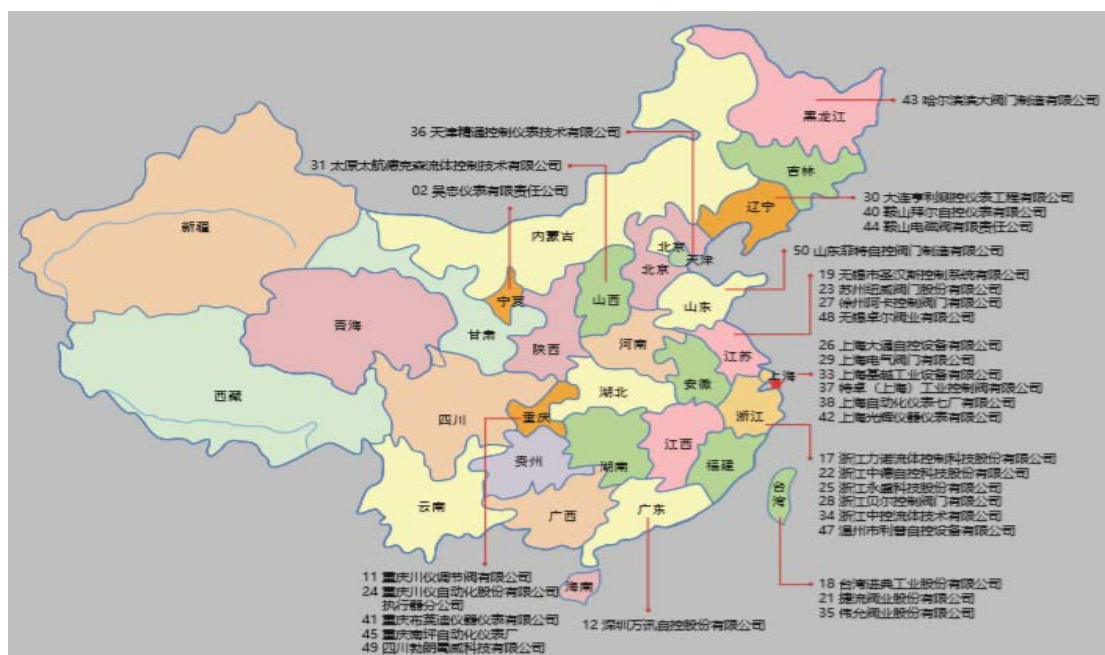 43 哈尔滨滨大阀门制造有限公司
黑龙江
36 天津精通控制仪表技术有限公司
31 太原太航德克森流体控制技术有限公司
吉林
02 吴忠仪表有限责任公司
30 大连亨利测控仪表工程有限公司
辽宁
40 鞍山拜尔自控仪表有限公司
新疆
44 鞍山电磁阀有限责任公司
内蒙古
北京
50 山东菲特自控阀门制造有限公司
天津
北京
19 无锡市圣汉斯控制系统有限公司
宁夏
山西
23 苏州纽威阀门股份有限公司
山东
27 徐州阿卡控制阀门有限公司
青海
48 无锡卓尔阀业有限公司
甘肃
陕西
河南
26 上海大通自控设备有限公司
江苏
29 上海电气阀门有限公司
上海
33 上海基越工业设备有限公司
安徽
37 特卓（上海）工业控制阀有限公司
西藏
湖北
38 上海自动化仪表七厂有限公司
四川
重庆
浙江
42 上海光辉仪器仪表有限公司
江西
贵州
17 浙江力诺流体控制科技股份有限公司
湖南
福建
22 浙江中德自控科技股份有限公司
25 浙江永盛科技股份有限公司
台湾
28 浙江贝尔控制阀门有限公司
云南
广西
广东
34 浙江中控流体技术有限公司
47 温州市利普自控设备有限公司
11 重庆川仪调节阀有限公司
海南
18 台湾进典工业股份有限公司
24 重庆川仪自动化股份有限公司
执行器分公司
21 捷流阀业股份有限公司
41 重庆布莱迪仪器仪表有限公司
12 深圳万讯自控股份有限公司
35 伟允阀业股份有限公司
45 重庆南坪自动化仪表厂
49 四川勃朗蜀威科技有限公司